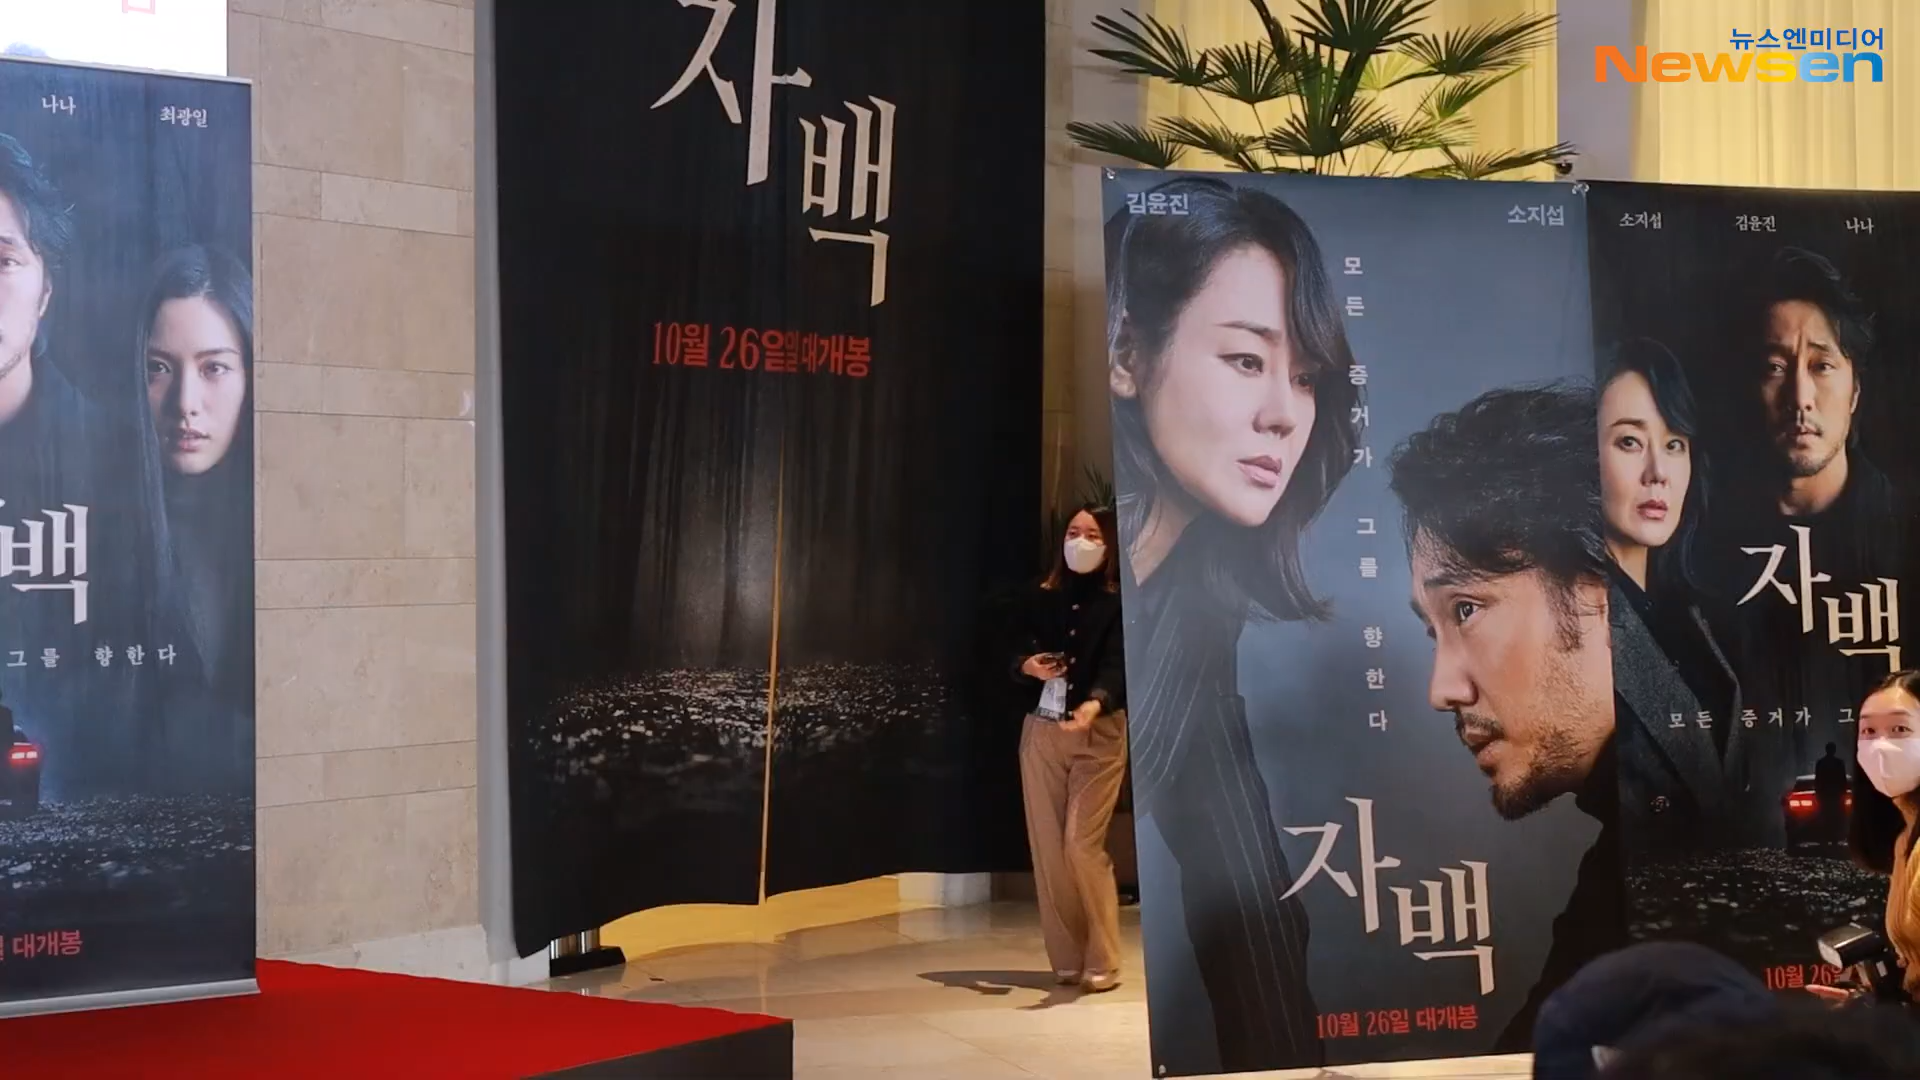 뉴스엔미디어
Newsen
나나
최광일
백
그를 향한다
대개봉
자백
10월 26일 대개봉
김윤진
소지섭
모든 증거가 그를 향한다
자백
10월 26일 대개봉
소지섭
김윤진
나나
자백
모든 증거가 그
10월 26일